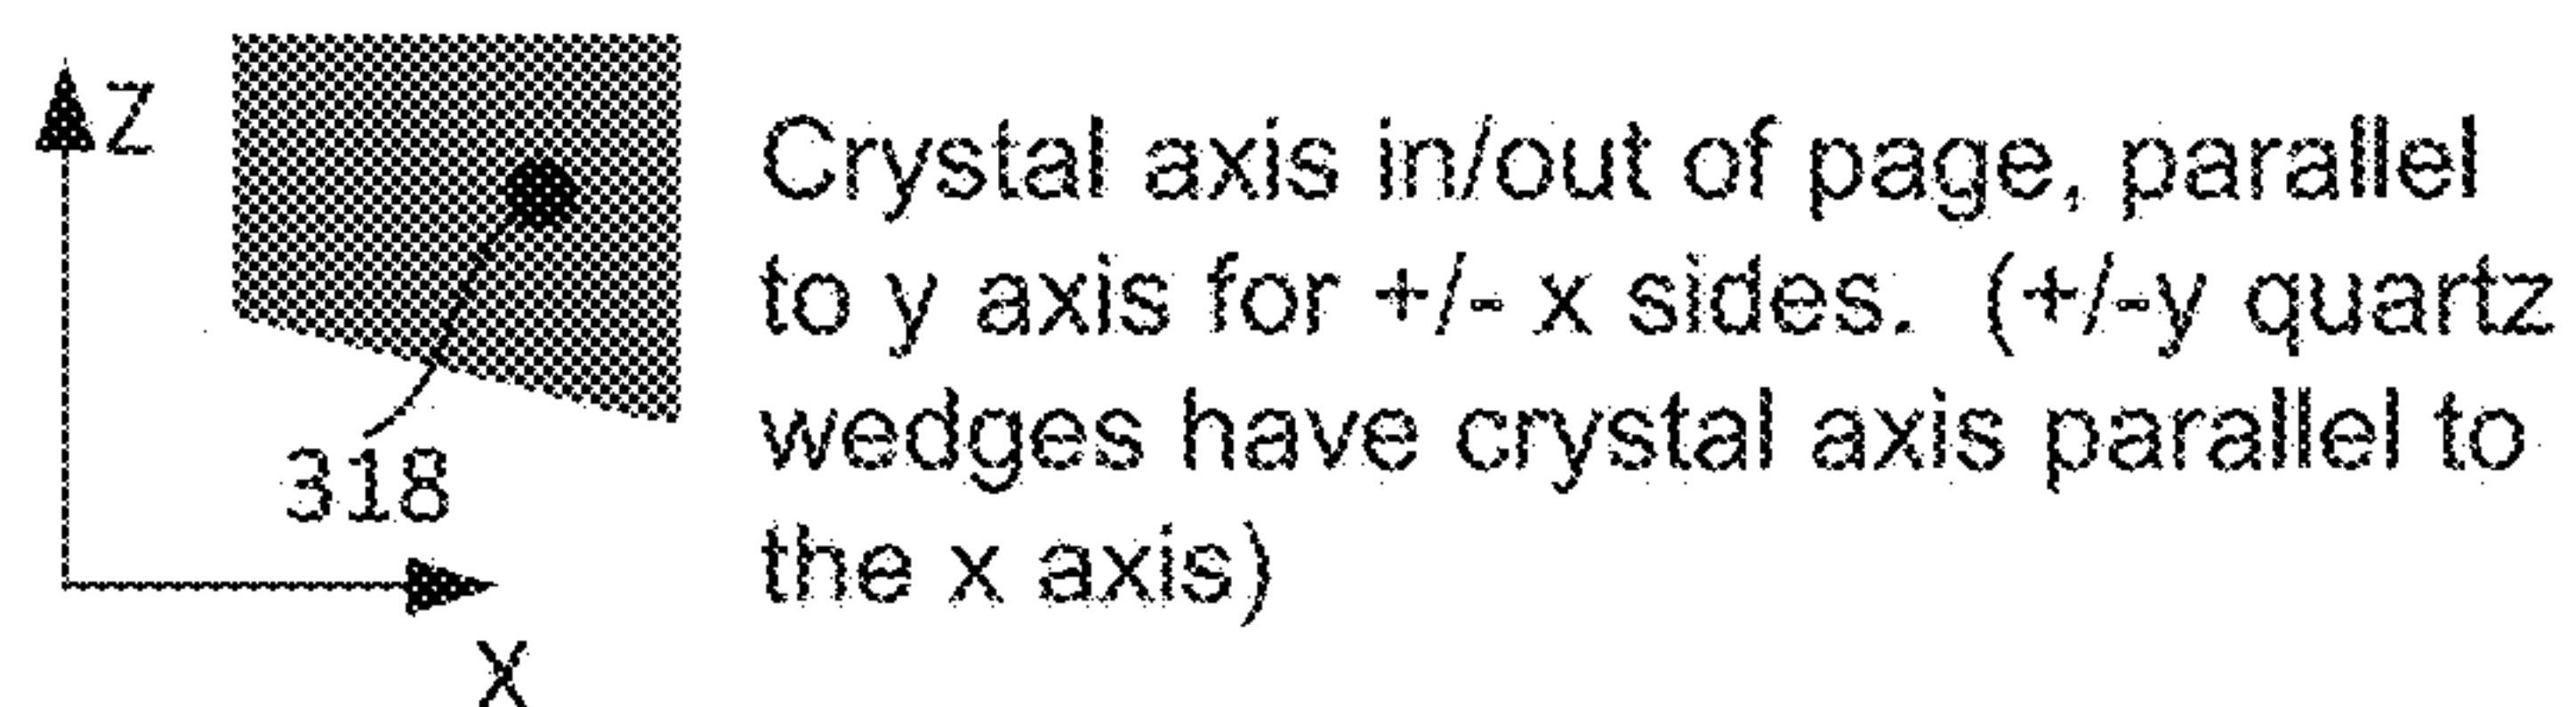 Z
Crystal axis in/out of page, parallel
to y axis for +/- x sides. (+/-y quartz
wedges have crystal axis parallel to
318
the x axis)
X